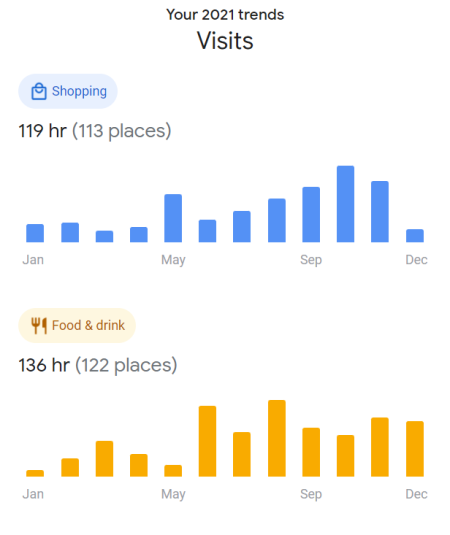 Your 2021 trends
Visits
Shopping
119 hr (113 places)
Jan May Sep Dec
Food & drink
136 hr (122 places)
Jan May Sep Dec